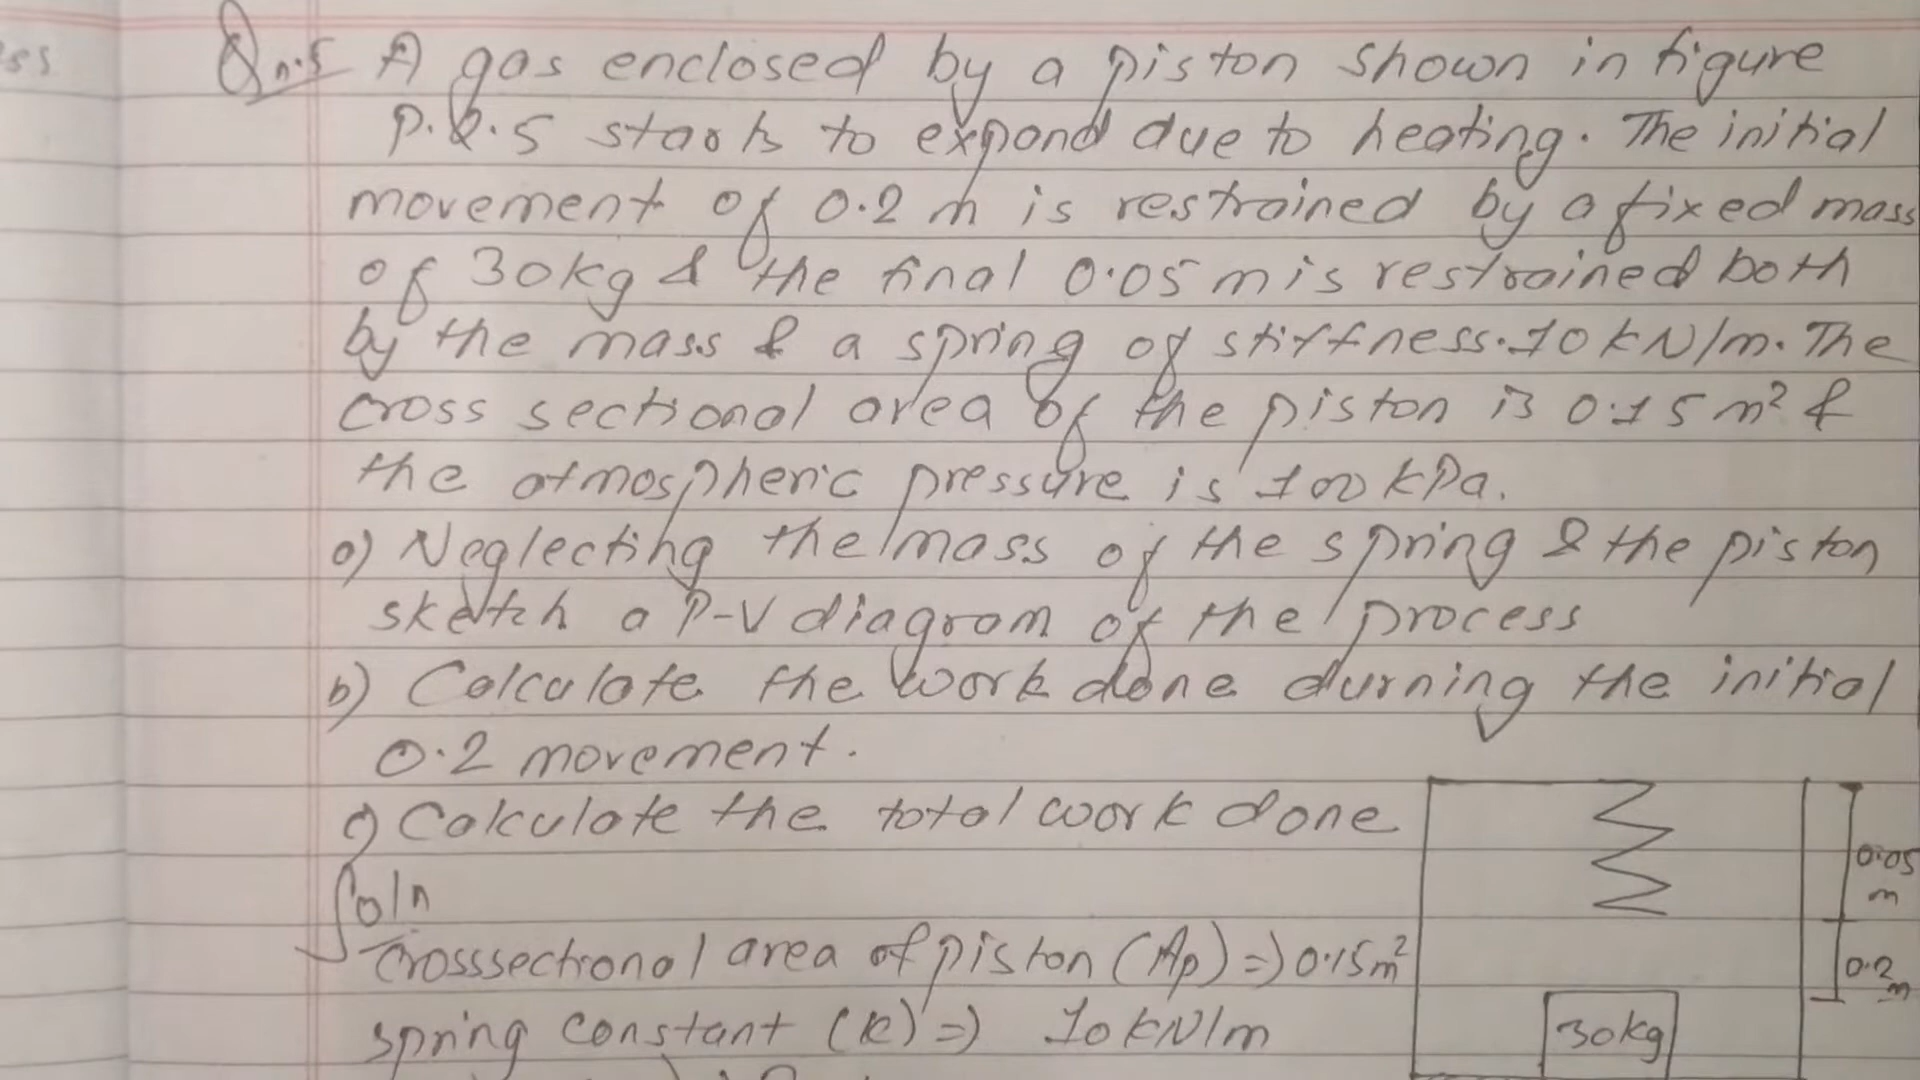 Qn.5 A gas enclosed by a piston shown in figure
P.2.5 starts to expand due to heating. The initial
movement of 0.2 m is restrained by a fixed mass
of 30kg & the final 0.05 m is restrained both
by the mass & a spring of stiffness.10 kN/m. The
cross sectional area of the piston is 0.15 m² &
the atmospheric pressure is 100 kPa.
a) Neglecting the mass of the spring & the piston
sketch a P-V diagram of the process
b) Calculate the work done durning the initial
0.2 movement.
c) Calculate the total work done
Soln
Crosssectional area of piston (Ap) => 0.15m²
spring constant (k) => 10kN/m
0.05
m
0.2
m
30kg